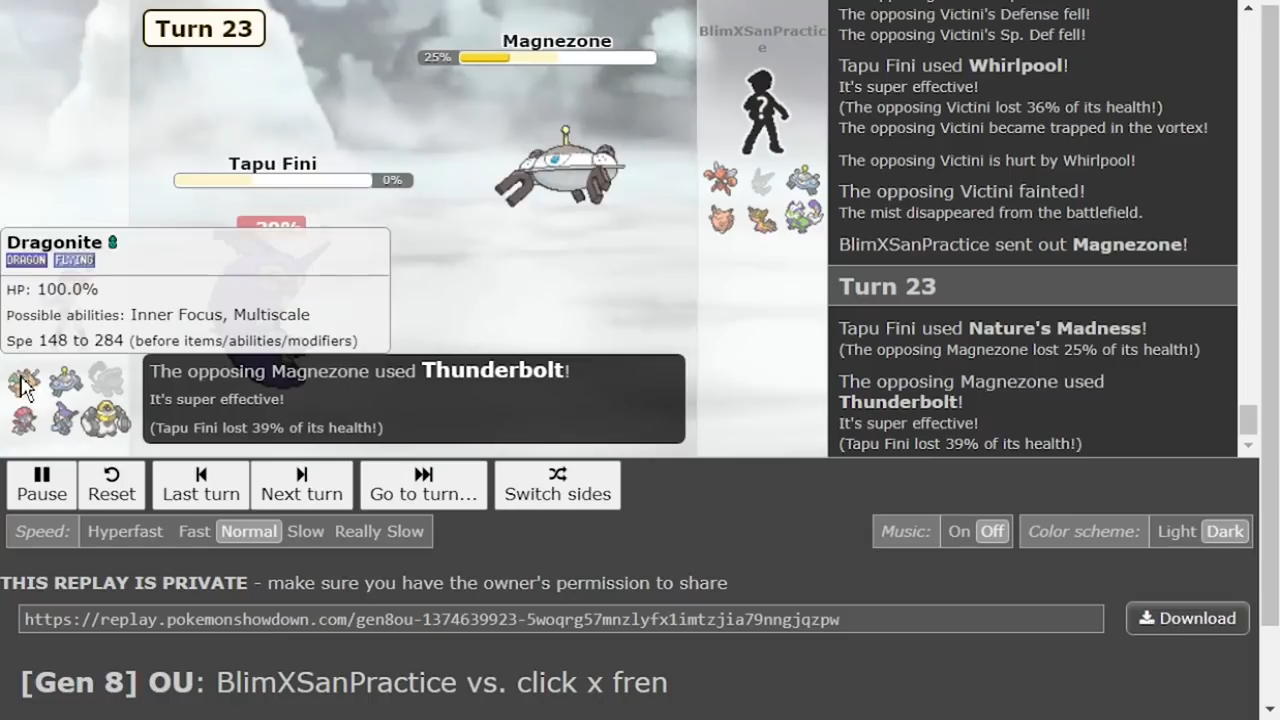 Turn 23
Magnezone
25%
Tapu Fini
0%
Dragonite
DRAGON FLYING
HP: 100.0%
Possible abilities: Inner Focus, Multiscale
Spe 148 to 284 (before items/abilities/modifiers)
The opposing Magnezone used Thunderbolt!
It's super effective!
(Tapu Fini lost 39% of its health!)
BlimXSanPractic
e
?
The opposing Victini's Defense fell!
The opposing Victini's Sp. Def fell!
Tapu Fini used Whirlpool!
It's super effective!
(The opposing Victini lost 36% of its health!)
The opposing Victini became trapped in the vortex!
The opposing Victini is hurt by Whirlpool!
The opposing Victini fainted!
The mist disappeared from the battlefield.
BlimXSanPractice sent out Magnezone!
Turn 23
Tapu Fini used Nature's Madness!
(The opposing Magnezone lost 25% of its health!)
The opposing Magnezone used
Thunderbolt!
It's super effective!
(Tapu Fini lost 39% of its health!)
Pause Reset Last turn Next turn Go to turn... Switch sides
Speed: Hyperfast Fast Normal Slow Really Slow Music: On Off Color scheme: Light Dark
THIS REPLAY IS PRIVATE - make sure you have the owner's permission to share
https://replay.pokemonshowdown.com/gen8ou-1374639923-5woqrg57mnzlyfx1imtzjia79nngjqzpw
Download
[Gen 8] OU: BlimXSanPractice vs. click x fren